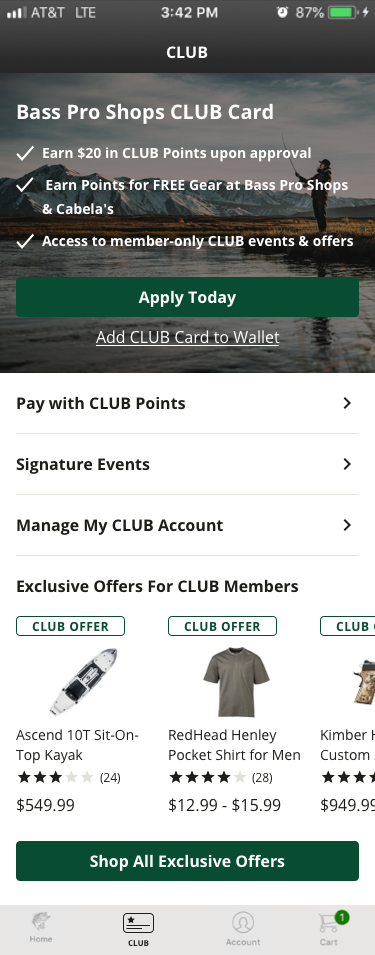 AT&T LTE 3:42 PM 87%
CLUB
Bass Pro Shops CLUB Card
Earn $20 in CLUB Points upon approval
Earn Points for FREE Gear at Bass Pro Shops
& Cabela's
Access to member-only CLUB events & offers
Apply Today
Add CLUB Card to Wallet
Pay with CLUB Points
Signature Events
Manage My CLUB Account
Exclusive Offers For CLUB Members
CLUB OFFER
Ascend 10T Sit-On-
Top Kayak
(24)
$549.99
CLUB OFFER
RedHead Henley
Pocket Shirt for Men
(28)
$12.99 - $15.99
CLUB
Kimber
Custom
$949.99
Shop All Exclusive Offers
Home
CLUB
Account
1
Cart